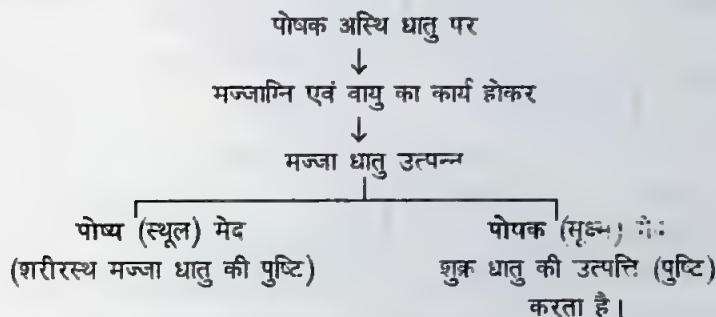 पोषक अस्थि धातु पर
मज्जाग्नि एवं वायु का कार्य होकर
मज्जा धातु उत्पन्न
पोष्य (स्थूल) मेद
(शरीरस्थ मज्जा धातु की पुष्टि)
पोषक (सूक्ष्म)
शुक्र धातु की उत्पत्ति (पुष्टि)
करता है।